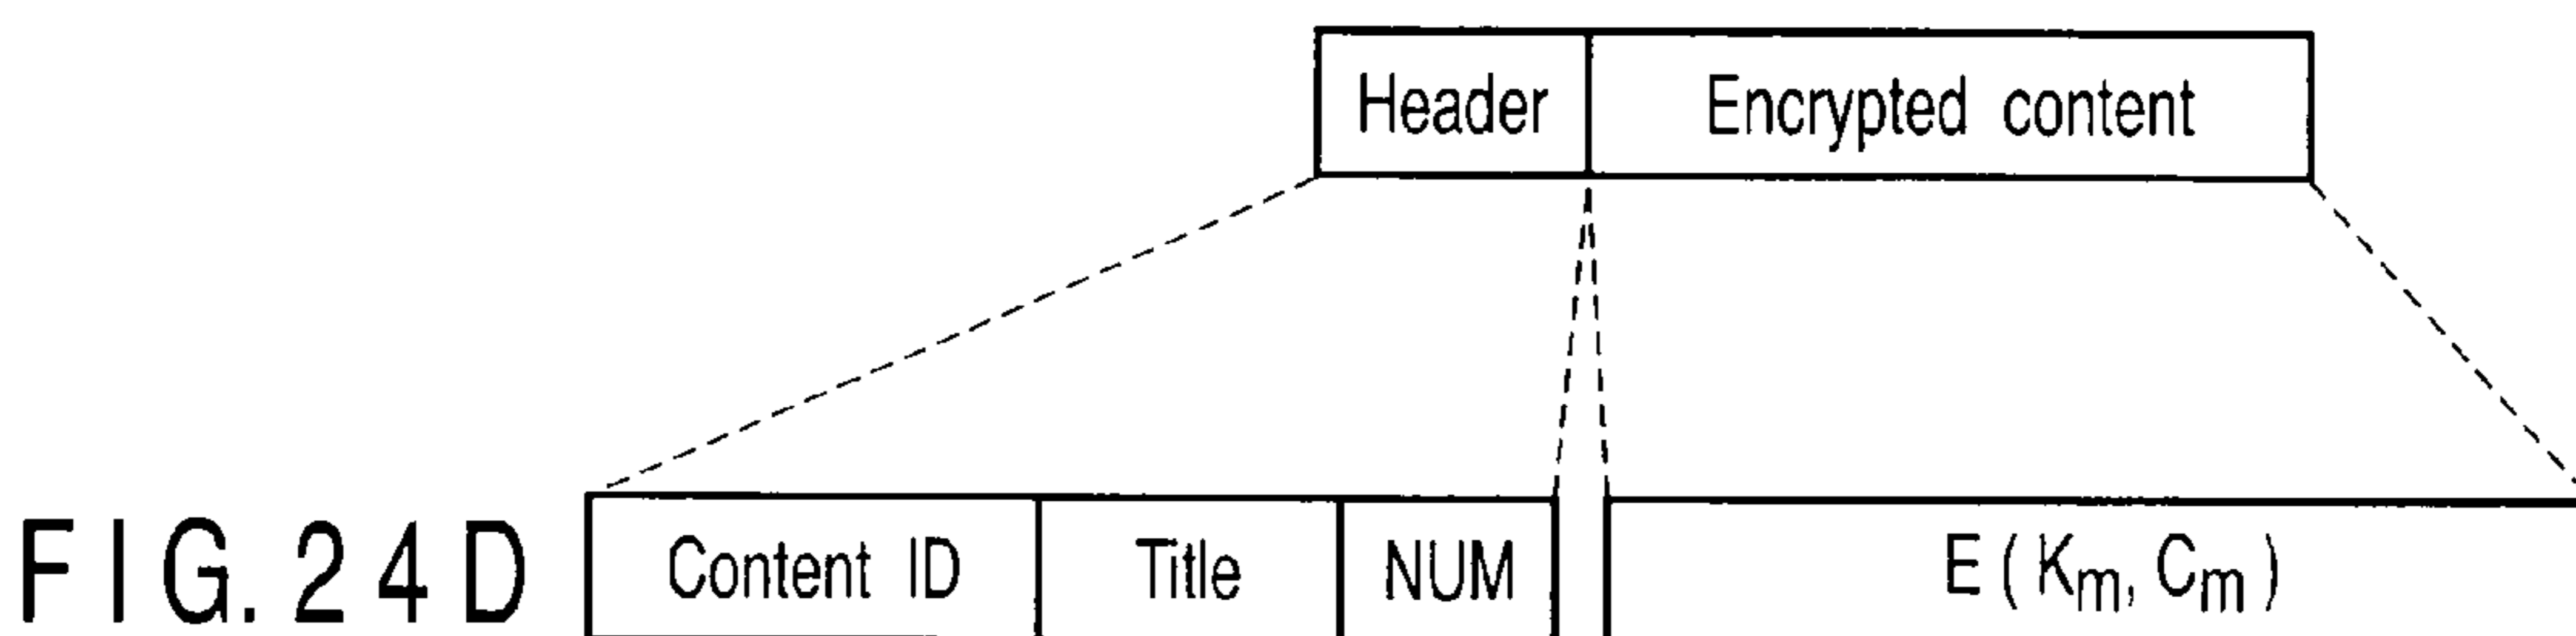 Header Encrypted content
FIG. 24D Content ID Title NUM E ( Km, Cm )